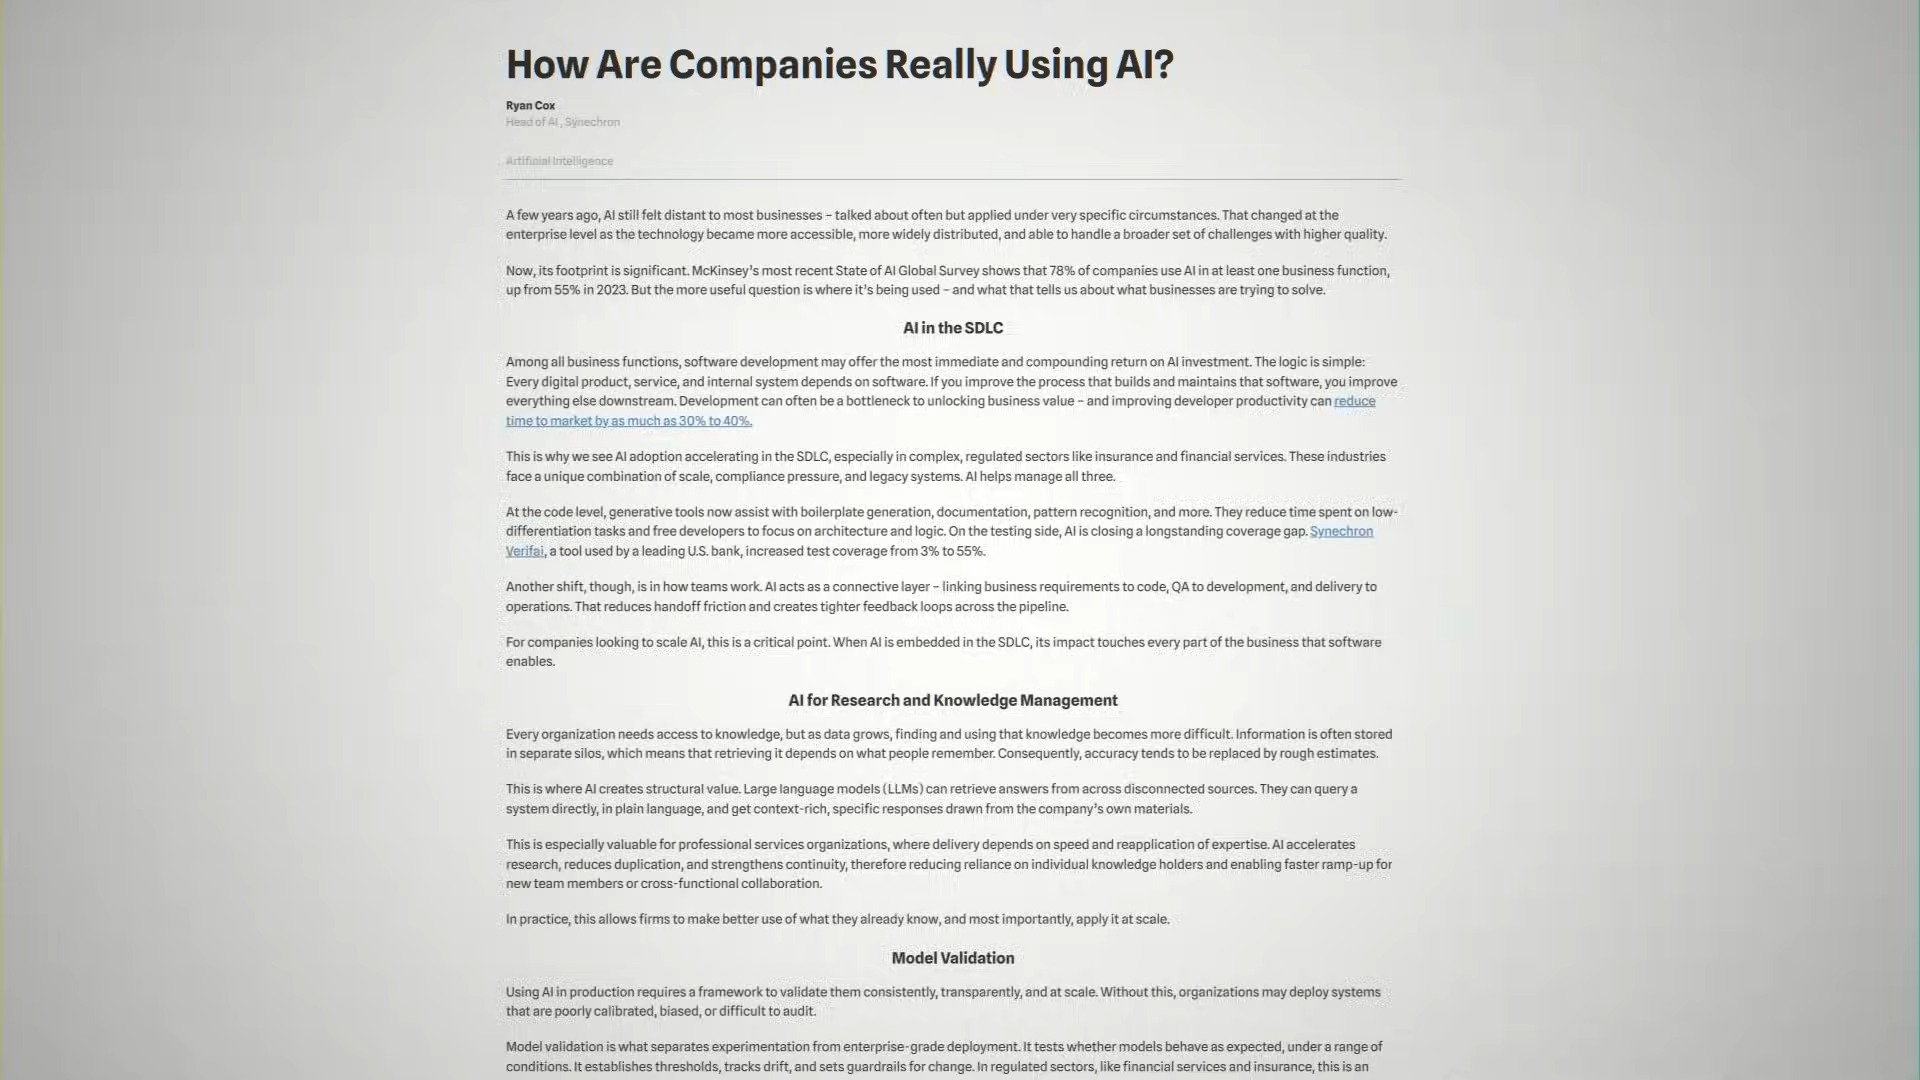 How Are Companies Really Using AI?
Ryan Cox
Head of AI , Synechron
Artificial Intelligence
A few years ago, AI still felt distant to most businesses – talked about often but applied under very specific circumstances. That changed at the
enterprise level as the technology became more accessible, more widely distributed, and able to handle a broader set of challenges with higher quality.
Now, its footprint is significant. McKinsey's most recent State of AI Global Survey shows that 78% of companies use AI in at least one business function,
up from 55% in 2023. But the more useful question is where it's being used – and what that tells us about what businesses are trying to solve.
AI in the SDLC
Among all business functions, software development may offer the most immediate and compounding return on AI investment. The logic is simple:
Every digital product, service, and internal system depends on software. If you improve the process that builds and maintains that software, you improve
everything else downstream. Development can often be a bottleneck to unlocking business value – and improving developer productivity can reduce
time to market by as much as 30% to 40%.
This is why we see AI adoption accelerating in the SDLC, especially in complex, regulated sectors like insurance and financial services. These industries
face a unique combination of scale, compliance pressure, and legacy systems. AI helps manage all three.
At the code level, generative tools now assist with boilerplate generation, documentation, pattern recognition, and more. They reduce time spent on low-
differentiation tasks and free developers to focus on architecture and logic. On the testing side, AI is closing a longstanding coverage gap. Synechron
Verifai, a tool used by a leading U.S. bank, increased test coverage from 3% to 55%.
Another shift, though, is in how teams work. AI acts as a connective layer – linking business requirements to code, QA to development, and delivery to
operations. That reduces handoff friction and creates tighter feedback loops across the pipeline.
For companies looking to scale AI, this is a critical point. When AI is embedded in the SDLC, its impact touches every part of the business that software
enables.
AI for Research and Knowledge Management
Every organization needs access to knowledge, but as data grows, finding and using that knowledge becomes more difficult. Information is often stored
in separate silos, which means that retrieving it depends on what people remember. Consequently, accuracy tends to be replaced by rough estimates.
This is where AI creates structural value. Large language models (LLMs) can retrieve answers from across disconnected sources. They can query a
system directly, in plain language, and get context-rich, specific responses drawn from the company's own materials.
This is especially valuable for professional services organizations, where delivery depends on speed and reapplication of expertise. AI accelerates
research, reduces duplication, and strengthens continuity, therefore reducing reliance on individual knowledge holders and enabling faster ramp-up for
new team members or cross-functional collaboration.
In practice, this allows firms to make better use of what they already know, and most importantly, apply it at scale.
Model Validation
Using AI in production requires a framework to validate them consistently, transparently, and at scale. Without this, organizations may deploy systems
that are poorly calibrated, biased, or difficult to audit.
Model validation is what separates experimentation from enterprise-grade deployment. It tests whether models behave as expected, under a range of
conditions. It establishes thresholds, tracks drift, and sets guardrails for change. In regulated sectors, like financial services and insurance, this is an